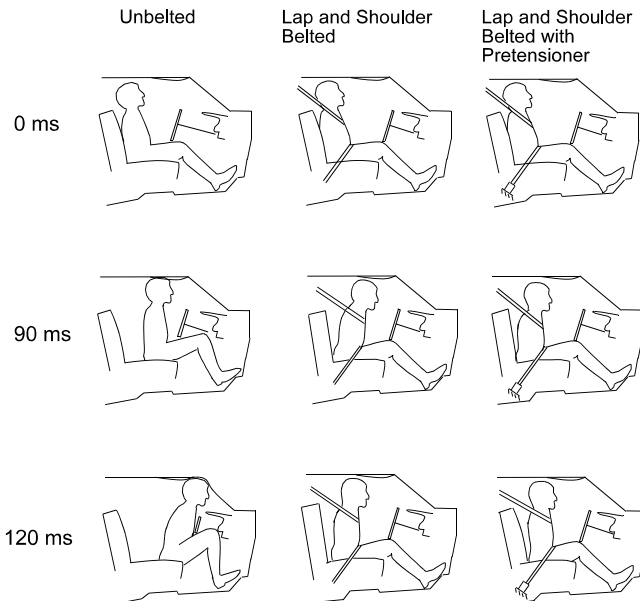 Unbelted
Lap and Shoulder
Belted
Lap and Shoulder
Belted with
Pretensioner
0 ms
90 ms
120 ms